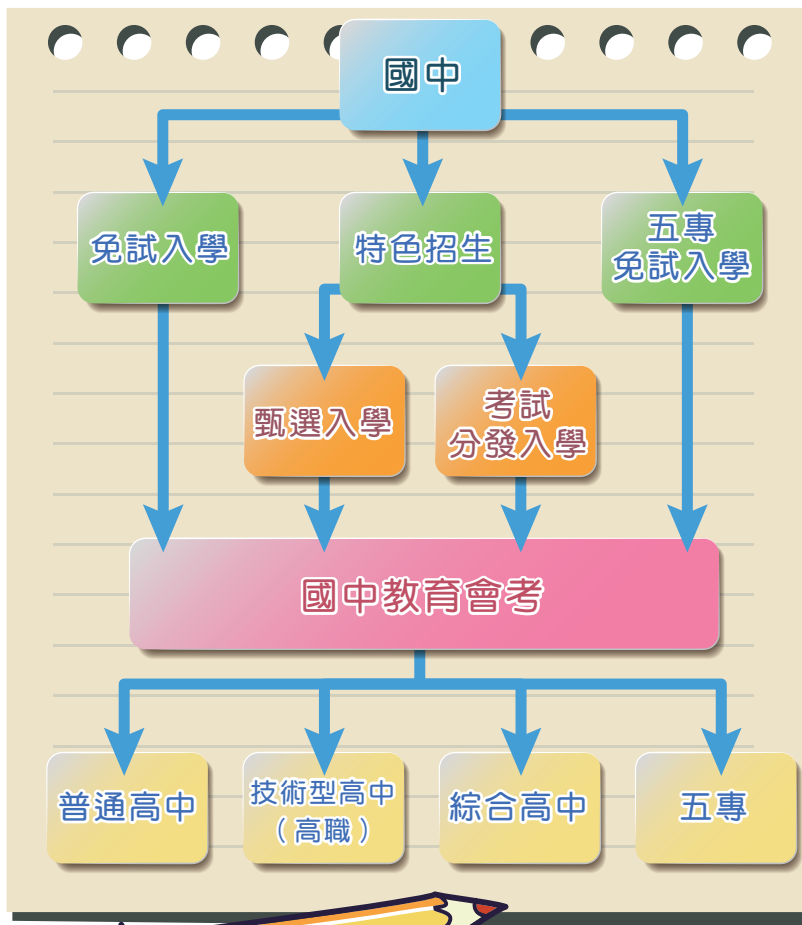 國中
免試入學
特色招生
五專
免試入學
甄選入學
考試
分發入學
國中教育會考
普通高中
技術型高中
（高職）
綜合高中
五專